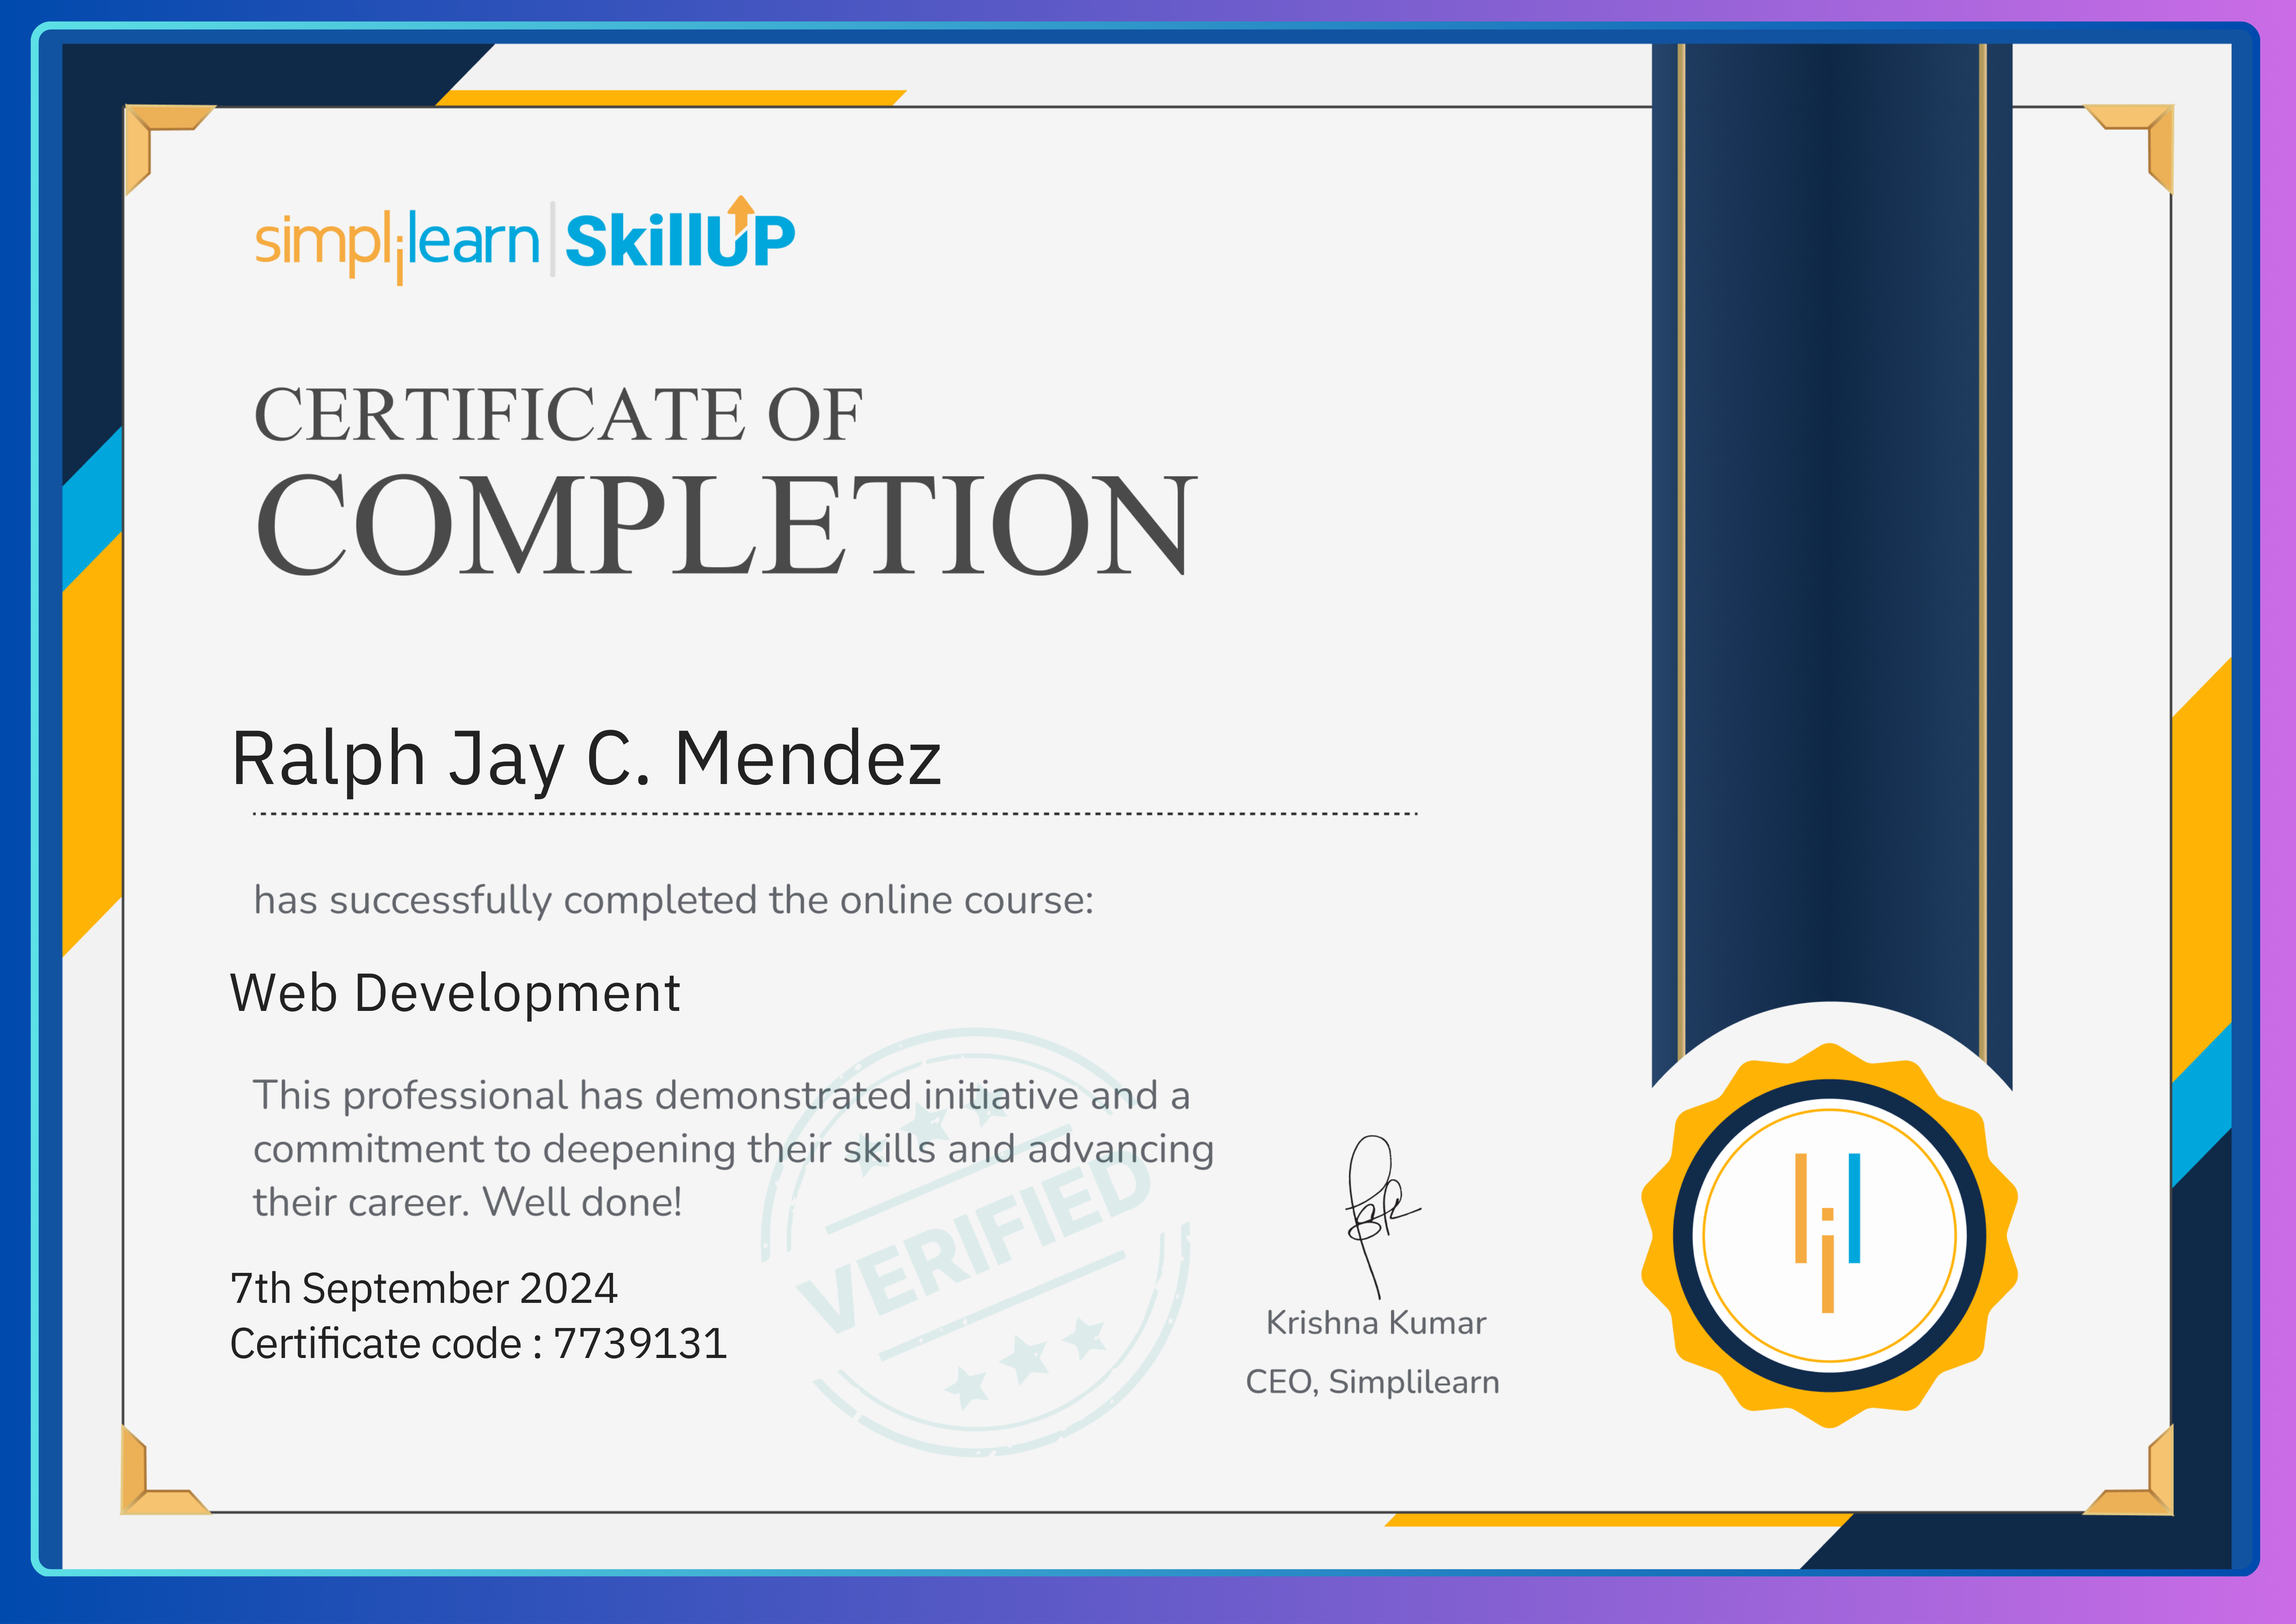 simplilearn | SkillUP
CERTIFICATE OF
COMPLETION
Ralph Jay C. Mendez
has successfully completed the online course:
Web Development
This professional has demonstrated initiative and a
commitment to deepening their skills and advancing
their career. Well done!
VERIFIED
7th September 2024
Certificate code : 7739131
Krishna Kumar
CEO, Simplilearn